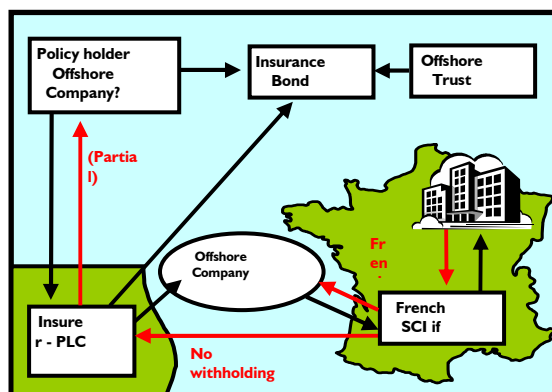 Policy holder
Offshore
Company?
Insurance
Bond
Offshore
Trust
(Partia
l)
Offshore
Company
Fr
en
Insure
r - PLC
French
SCI if
No
withholding